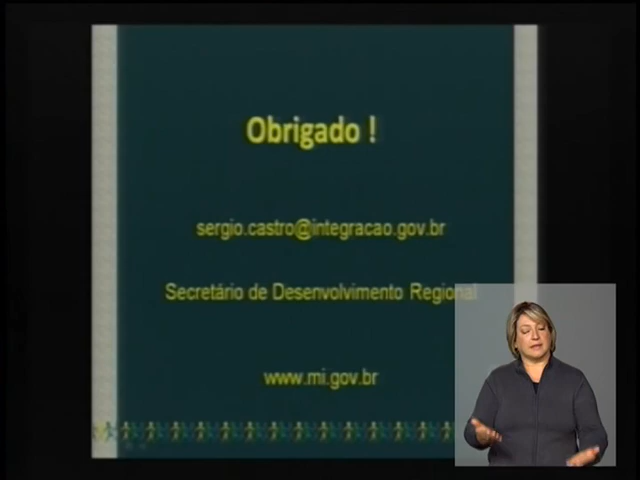 Obrigado !
sergio.castro@integracao.gov.br
Secretário de Desenvolvimento Regional
www.mi.gov.br